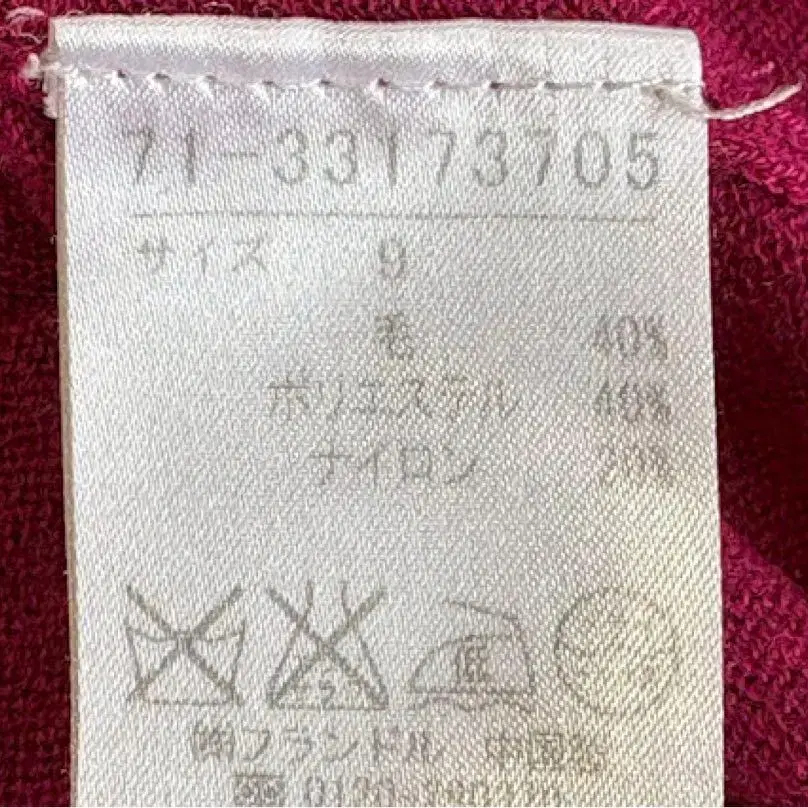 71-33173705
サイズ 9
毛 40%
ポリエステル 40%
ナイロン 20%
低
㈱フランドル 中国製
0120-